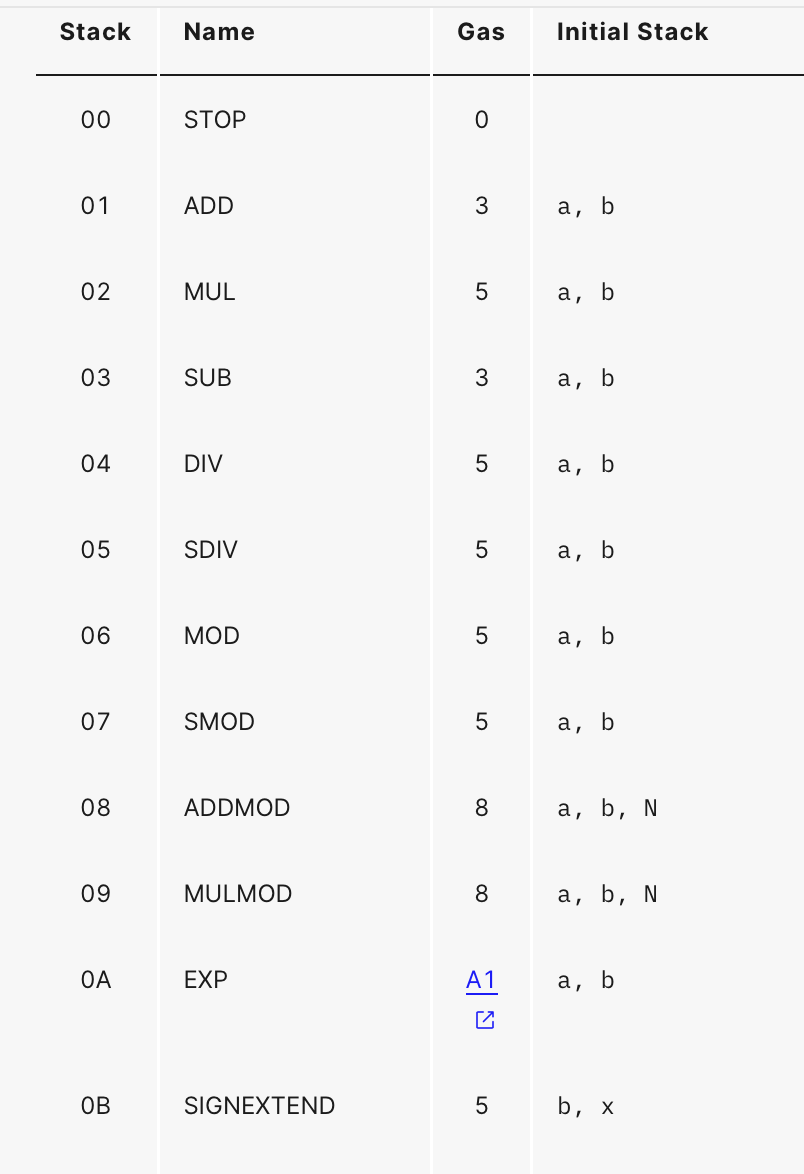 Stack Name Gas Initial Stack
00 STOP 0
01 ADD 3 a, b
02 MUL 5 a, b
03 SUB 3 a, b
04 DIV 5 a, b
05 SDIV 5 a, b
06 MOD 5 a, b
07 SMOD 5 a, b
08 ADDMOD 8 a, b, N
09 MULMOD 8 a, b, N
0A EXP A1 a, b
0B SIGNEXTEND 5 b, x